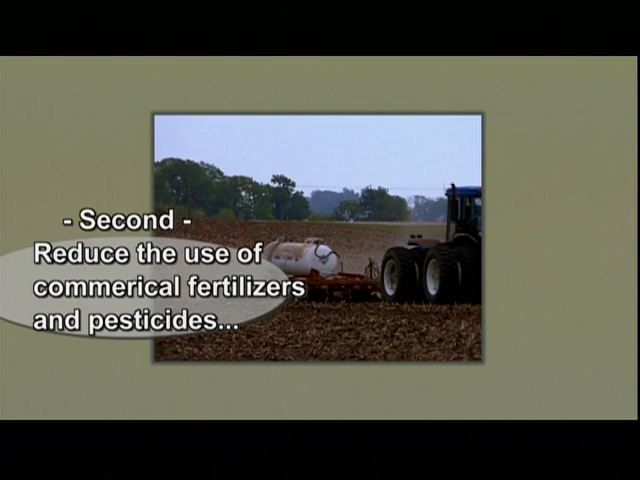 - Second -
Reduce the use of
commerical fertilizers
and pesticides...